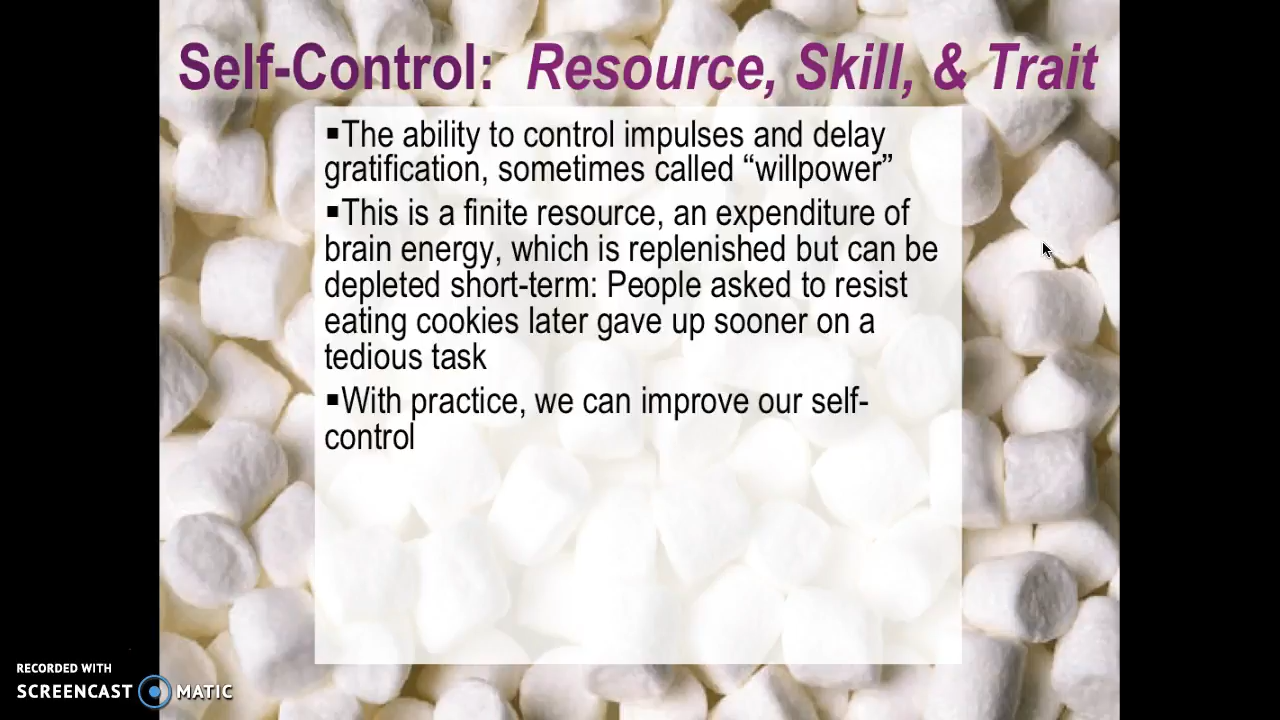 Self-Control: Resource, Skill, & Trait
▪The ability to control impulses and delay
gratification, sometimes called “willpower”
▪This is a finite resource, an expenditure of
brain energy, which is replenished but can be
depleted short-term: People asked to resist
eating cookies later gave up sooner on a
tedious task
▪With practice, we can improve our self-
control
RECORDED WITH
SCREENCAST MATIC